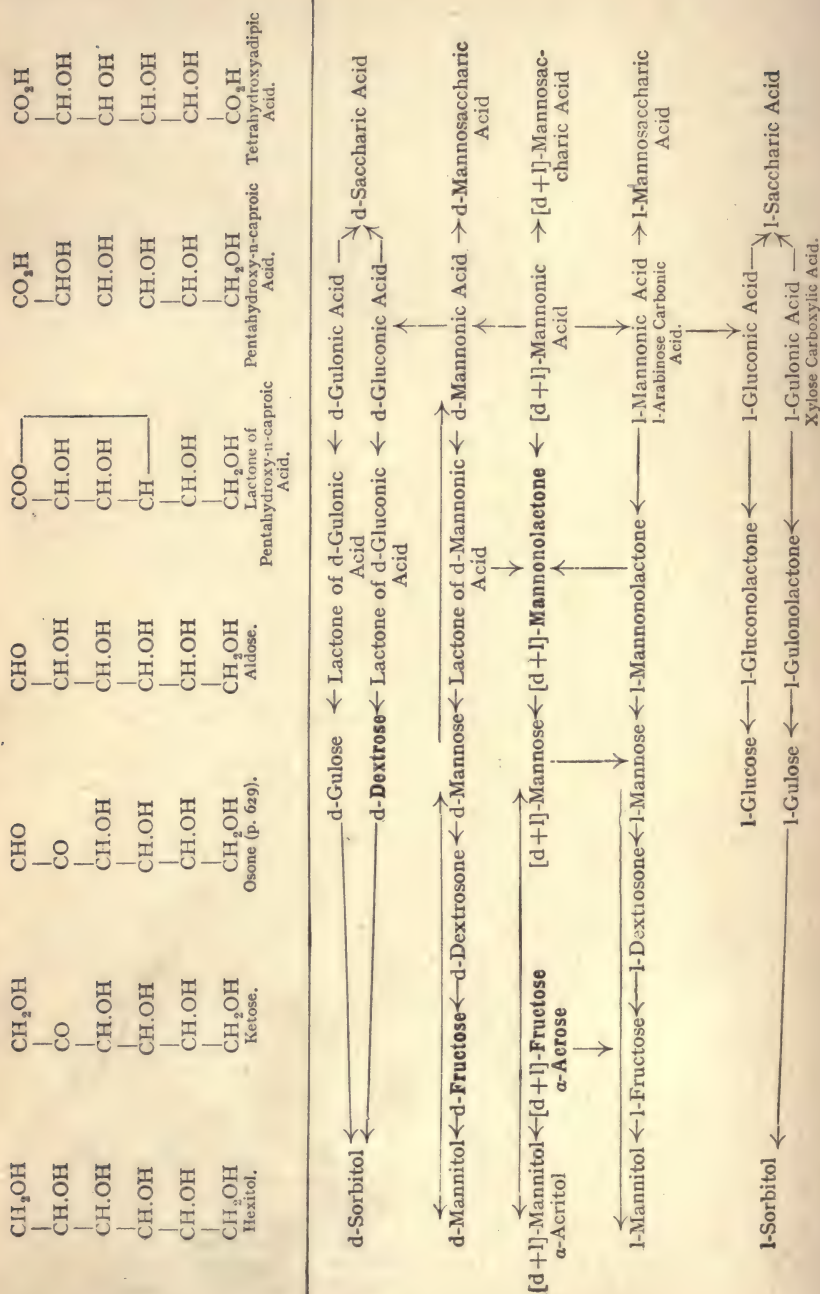 CH₂OH CH₂OH CHO CHO COO CO₂H CO₂H
CH.OH CO CO CH.OH CH.OH CHOH CH.OH
CH.OH CH.OH CH.OH CH.OH CH.OH CH.OH CH OH
CH.OH CH.OH CH.OH CH.OH CH CH.OH CH.OH
CH.OH CH.OH CH.OH CH.OH CH.OH CH.OH CH.OH
CH₂OH CH₂OH CH₂OH CH₂OH CH₂OH CH₂OH CO₂H
Hexitol. Ketose. Osone (p. 629). Aldose. Lactone of Pentahydroxy-n-caproic Tetrahydroxyadipic
Pentahydroxy-n-caproic Acid. Acid.
Acid.
d-Gulose ← Lactone of d-Gulonic ← d-Gulonic Acid
Acid
d-Sorbitol d-Dextrose ← Lactone of d-Gluconic ← d-Gluconic Acid d-Saccharic Acid
Acid
d-Mannitol ← d-Fructose ← d-Dextrosone ← d-Mannose ← Lactone of d-Mannonic ← d-Mannonic Acid → d-Mannosaccharic
Acid Acid
[d+l]-Mannitol ← [d+l]-Fructose [d+l]-Mannose ← [d+l]-Mannonolactone ← [d+l]-Mannonic → [d+l]-Mannosac-
α-Acritol α-Acrose Acid charic Acid
l-Mannitol ← l-Fructose ← l-Dextrosone ← l-Mannose ← l-Mannonolactone ← l-Mannonic Acid → l-Mannosaccharic
l-Arabinose Carbonic Acid
Acid.
l-Glucose ← l-Gluconolactone ← l-Gluconic Acid
l-Sorbitol ← l-Gulose ← l-Gulonolactone ← l-Gulonic Acid l-Saccharic Acid
Xylose Carboxylic Acid.